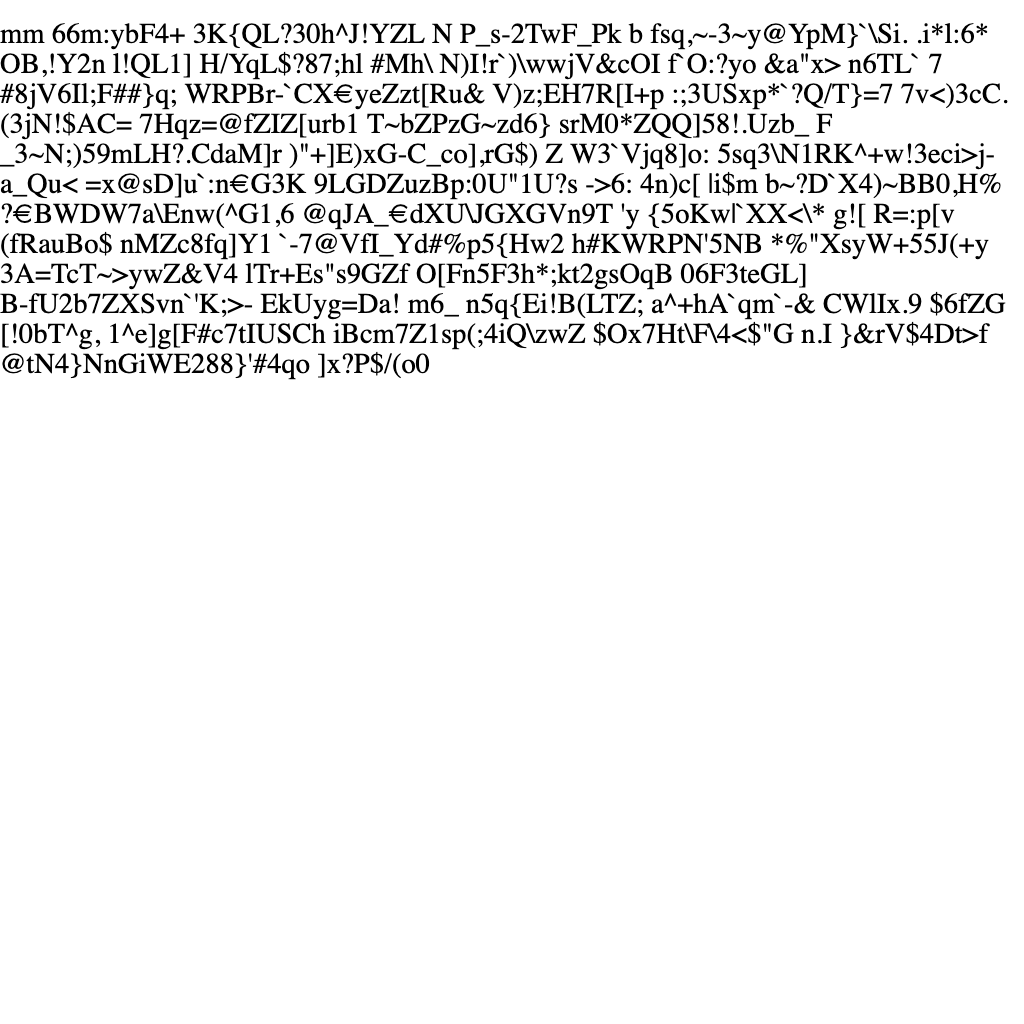 mm 66m:ybF4+ 3K{QL?30h^J!YZL N P_s-2TwF_Pk b fsq,~-3~y@YpM}`\Si. .i*l:6*
OB,!Y2n l!QL1] H/YqL$?87;hl #Mh\ N)I!r`)\wwjV&cOI f`O:?yo &a"x> n6TL` 7
#8jV6Il;F##}q; WRPBr-`CX€yeZzt[Ru& V)z;EH7R[I+p :;3USxp*`?Q/T}=7 7v<)3cC.
(3jN!$AC= 7Hqz=@fZIZ[urb1 T~bZPzG~zd6} srM0*ZQQ]58!.Uzb_ F
_3~N;)59mLH?.CdaM]r )"+]E)xG-C_co],rG$) Z W3`Vjq8]o: 5sq3\N1RK^+w!3eci>j-
a_Qu< =x@sD]u`:n€G3K 9LGDZuzBp:0U"1U?s ->6: 4n)c[ |i$m b~?D`X4)~BB0,H%
?€BWDW7a\Enw(^G1,6 @qJA_€dXU\JGXGVn9T 'y {5oKw|`XX<\* g![ R=:p[v
(fRauBo$ nMZc8fq]Y1 `-7@VfI_Yd#%p5{Hw2 h#KWRPN'5NB *%"XsyW+55J(+y
3A=TcT~>ywZ&V4 lTr+Es"s9GZf O[Fn5F3h*;kt2gsOqB 06F3teGL]
B-fU2b7ZXSvn`'K;>- EkUyg=Da! m6_ n5q{Ei!B(LTZ; a^+hA`qm`-& CWlIx.9 $6fZG
[!0bT^g, 1^e]g[F#c7tIUSCh iBcm7Z1sp(;4iQ\zwZ $Ox7Ht\F\4<$"G n.I }&rV$4Dt>f
@tN4}NnGiWE288}'#4qo ]x?P$/(o0